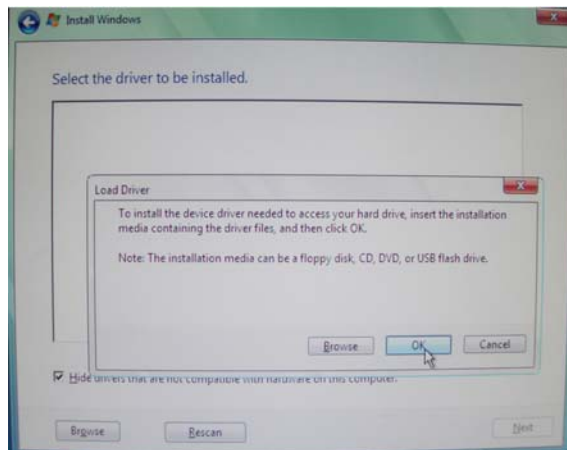 Install Windows
Select the driver to be installed.
Load Driver
To install the device driver needed to access your hard drive, insert the installation
media containing the driver files, and then click OK.
Note: The installation media can be a floppy disk, CD, DVD, or USB flash drive.
Browse OK Cancel
Hide drivers that are not compatible with hardware on this computer.
Browse Rescan Next